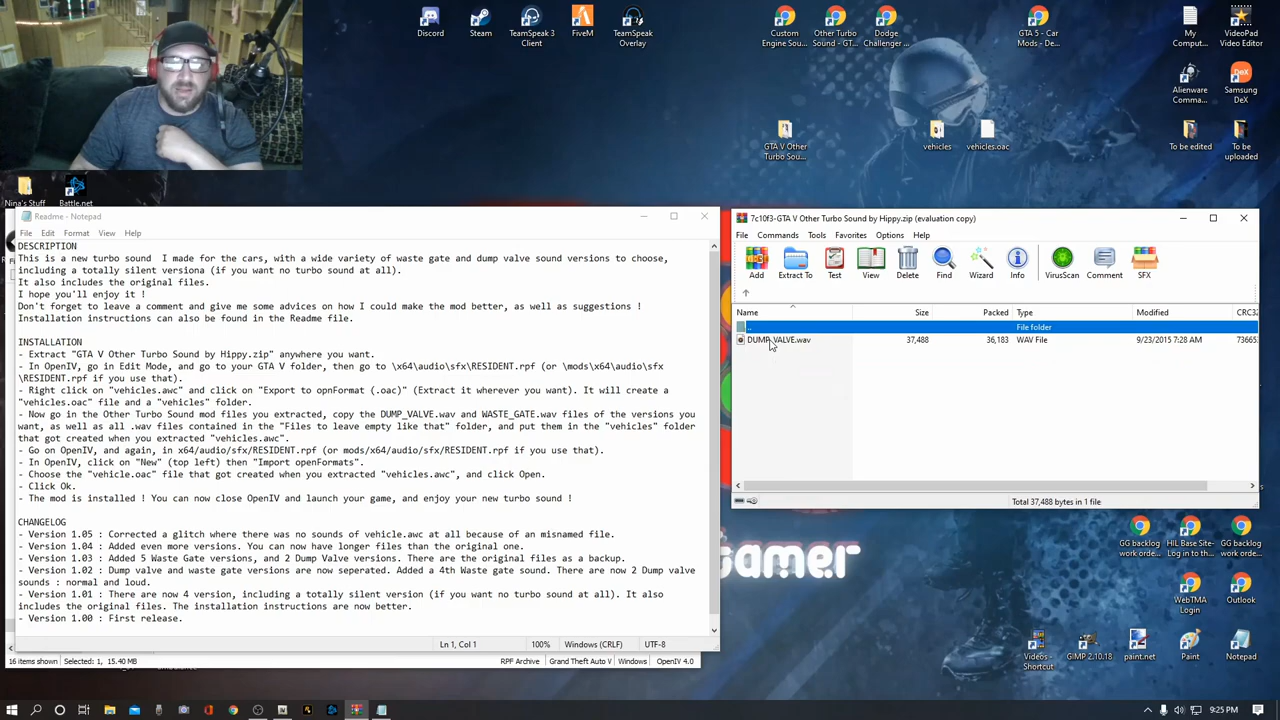 Discord
Steam
TeamSpeak 3
Client
FiveM
TeamSpeak
Overlay
Custom
Engine Sou...
Other Turbo
Sound - GT...
Dodge
Challenger ...
GTA 5 - Car
Mods - De...
My
Comput...
VideoPad
Video Editor
Alienware
Comma...
Samsung
DeX
GTA V Other
Turbo Sou...
vehicles
vehicles.oac
To be edited
To be
uploaded
Nina's Stuff
Battle.net
Readme - Notepad
File Edit Format View Help
DESCRIPTION
This is a new turbo sound  I made for the cars, with a wide variety of waste gate and dump valve sound versions to choose,
including a totally silent versiona (if you want no turbo sound at all).
It also includes the original files.
I hope you'll enjoy it !
Don't forget to leave a comment and give me some advices on how I could make the mod better, as well as suggestions !
Installation instructions can also be found in the Readme file.
INSTALLATION
- Extract "GTA V Other Turbo Sound by Hippy.zip" anywhere you want.
- In OpenIV, go in Edit Mode, and go to your GTA V folder, then go to \x64\audio\sfx\RESIDENT.rpf (or \mods\x64\audio\sfx
\RESIDENT.rpf if you use that).
- Right click on "vehicles.awc" and click on "Export to opnFormat (.oac)" (Extract it wherever you want). It will create a
"vehicles.oac" file and a "vehicles" folder.
- Now go in the Other Turbo Sound mod files you extracted, copy the DUMP_VALVE.wav and WASTE_GATE.wav files of the versions you
want, as well as all .wav files contained in the "Files to leave empty like that" folder, and put them in the "vehicles" folder
that got created when you extracted "vehicles.awc".
- Go on OpenIV, and again, in x64/audio/sfx/RESIDENT.rpf (or mods/x64/audio/sfx/RESIDENT.rpf if you use that).
- In OpenIV, click on "New" (top left) then "Import openFormats".
- Choose the "vehicle.oac" file that got created when you extracted "vehicles.awc", and click Open.
- Click Ok.
- The mod is installed ! You can now close OpenIV and launch your game, and enjoy your new turbo sound !
CHANGELOG
- Version 1.05 : Corrected a glitch where there was no sounds of vehicle.awc at all because of an misnamed file.
- Version 1.04 : Added even more versions. You can now have longer files than the original one.
- Version 1.03 : Added 5 Waste Gate versions, and 2 Dump Valve versions. There are the original files as a backup.
- Version 1.02 : Dump valve and waste gate versions are now seperated. Added a 4th Waste gate sound. There are now 2 Dump valve
sounds : normal and loud.
- Version 1.01 : There are now 4 version, including a totally silent version (if you want no turbo sound at all). It also
includes the original files. The installation instructions are now better.
- Version 1.00 : First release.
Ln 1, Col 1 100% Windows (CRLF) UTF-8
16 items shown Selected: 1, 15.40 MB RPF Archive Grand Theft Auto V Windows OpenIV 4.0
7c10f3-GTA V Other Turbo Sound by Hippy.zip (evaluation copy)
File Commands Tools Favorites Options Help
Add Extract To Test View Delete Find Wizard Info VirusScan Comment SFX
Name Size Packed Type Modified CRC32
.. File folder
DUMP_VALVE.wav 37,488 36,183 WAV File 9/23/2015 7:28 AM 73665
Total 37,488 bytes in 1 file
Gamer
GG backlog
work orde...
HIL Base Site-
Log in to th...
GG backlog
work orde...
WebTMA
Login
Outlook
Videos -
Shortcut
GIMP 2.10.18
paint.net
Paint
Notepad
9:25 PM